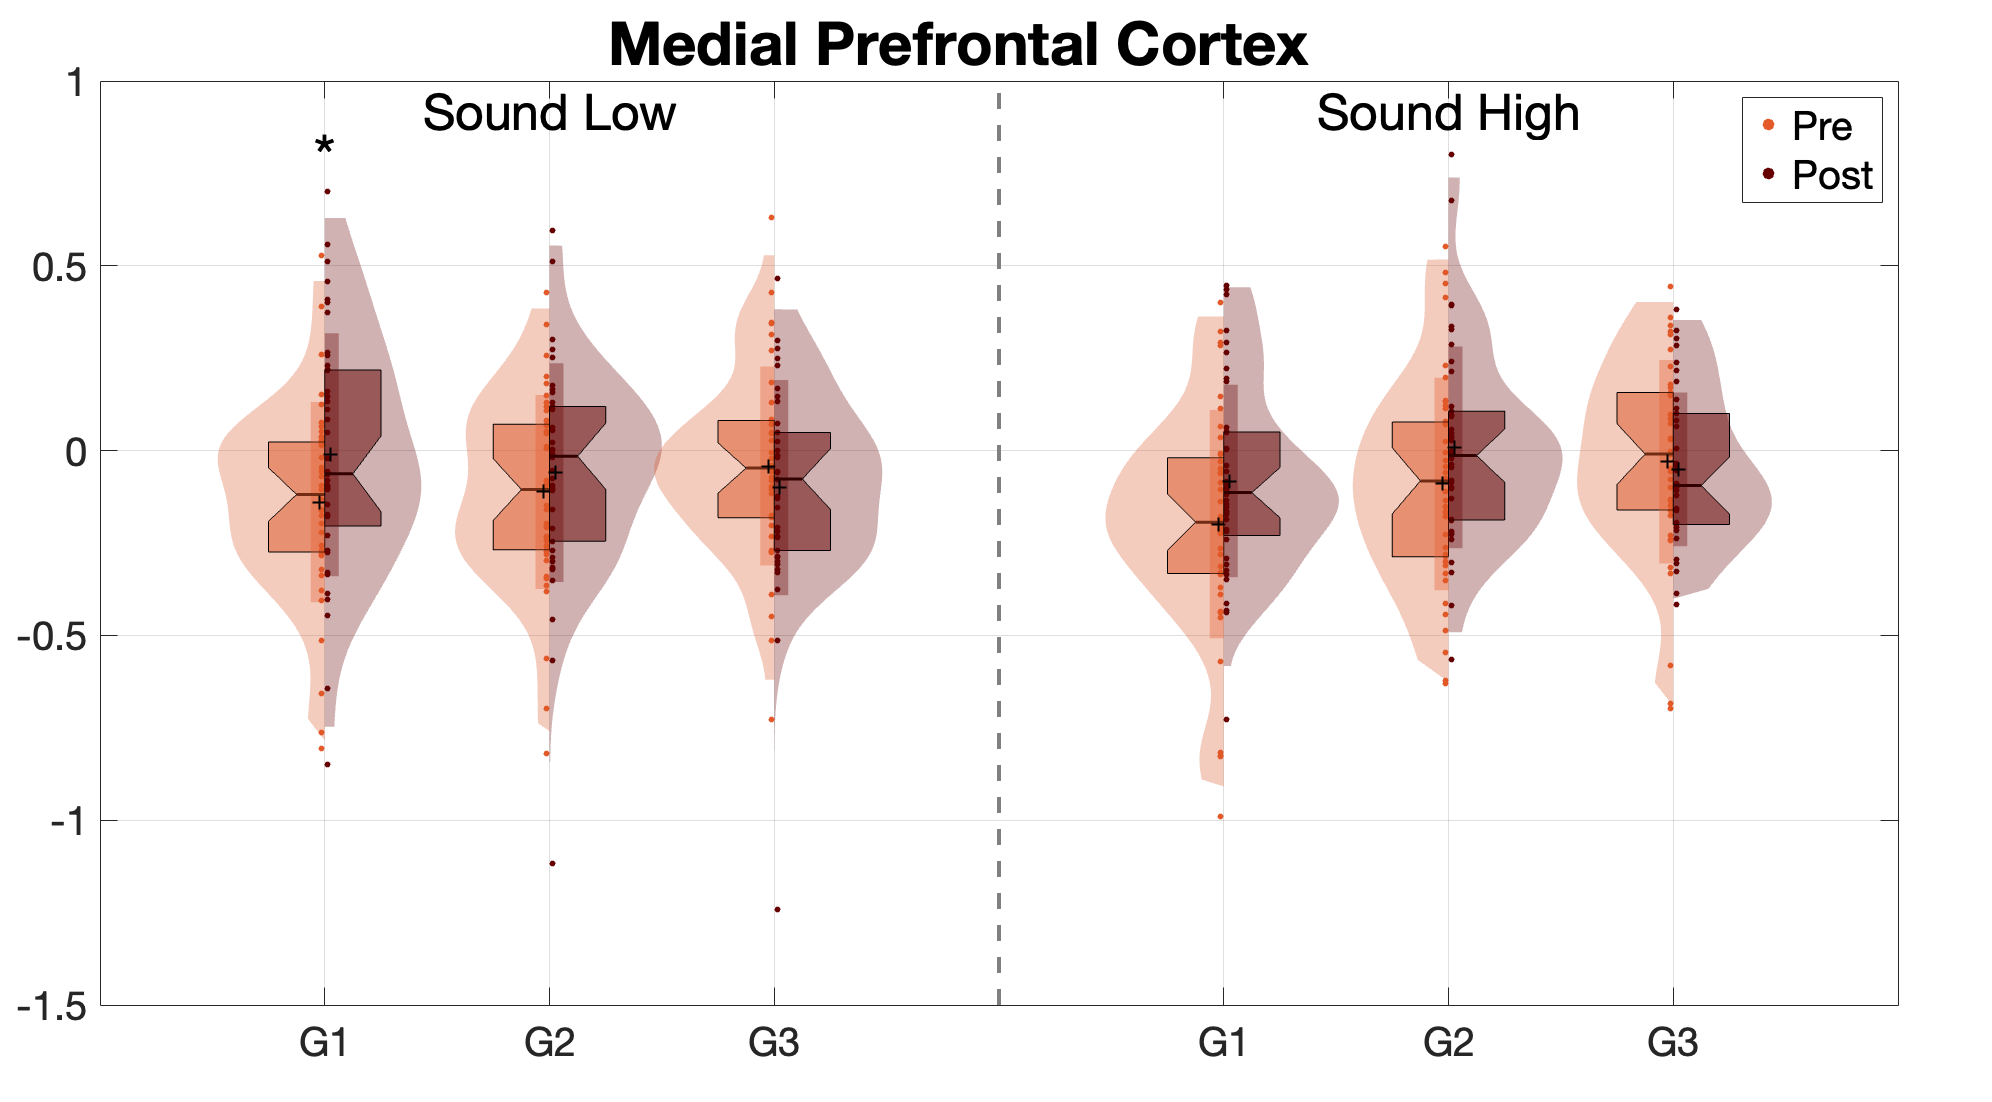 Medial Prefrontal Cortex
1
0.5
0
-0.5
-1
-1.5
Sound Low
Sound High
*
Pre
Post
G1 G2 G3 G1 G2 G3